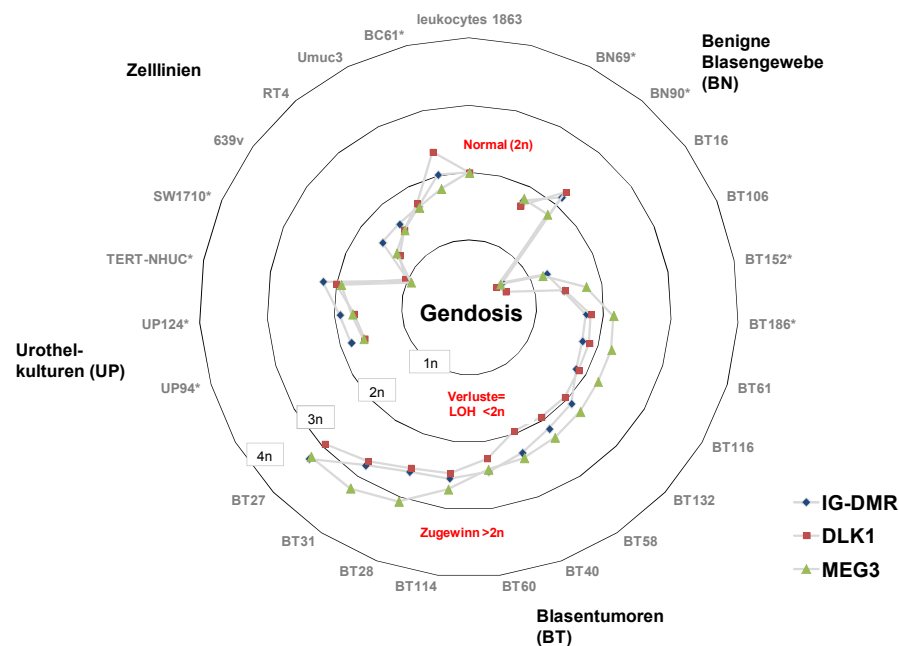 leukocytes 1863
BC61*
BN69*
Benigne
Blasengewebe
(BN)
Umuc3
Zelllinien
RT4
BN90*
639v
BT16
Normal (2n)
SW1710*
BT106
TERT-NHUC*
BT152*
Gendosis
UP124*
BT186*
Urothel-
kulturen (UP)
1n
UP94*
2n
Verluste=
LOH <2n
BT61
3n
4n
BT116
BT27
BT132
IG-DMR
DLK1
MEG3
BT31
Zugewinn >2n
BT58
BT28
BT40
BT114
BT60
Blasentumoren
(BT)